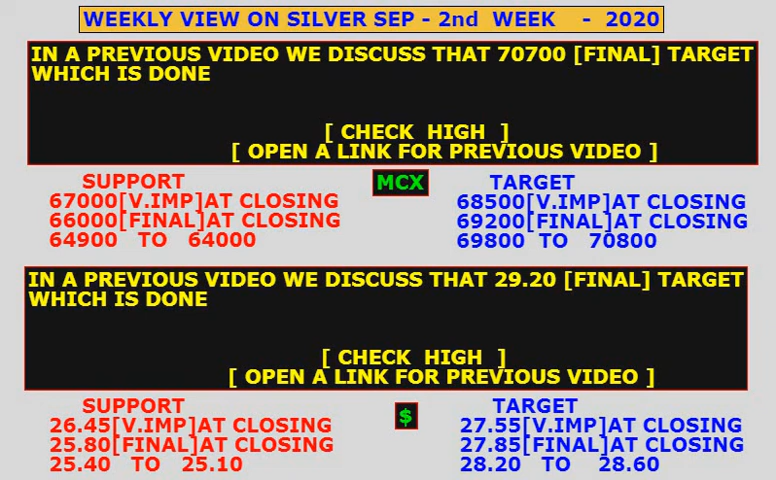 WEEKLY VIEW ON SILVER SEP - 2nd WEEK - 2020
IN A PREVIOUS VIDEO WE DISCUSS THAT 70700 [FINAL] TARGET
WHICH IS DONE
[ CHECK HIGH ]
[ OPEN A LINK FOR PREVIOUS VIDEO ]
MCX
SUPPORT
67000[V.IMP]AT CLOSING
66000[FINAL]AT CLOSING
64900 TO 64000
TARGET
68500[V.IMP]AT CLOSING
69200[FINAL]AT CLOSING
69800 TO 70800
IN A PREVIOUS VIDEO WE DISCUSS THAT 29.20 [FINAL] TARGET
WHICH IS DONE
[ CHECK HIGH ]
[ OPEN A LINK FOR PREVIOUS VIDEO ]
$
SUPPORT
26.45[V.IMP]AT CLOSING
25.80[FINAL]AT CLOSING
25.40 TO 25.10
TARGET
27.55[V.IMP]AT CLOSING
27.85[FINAL]AT CLOSING
28.20 TO 28.60